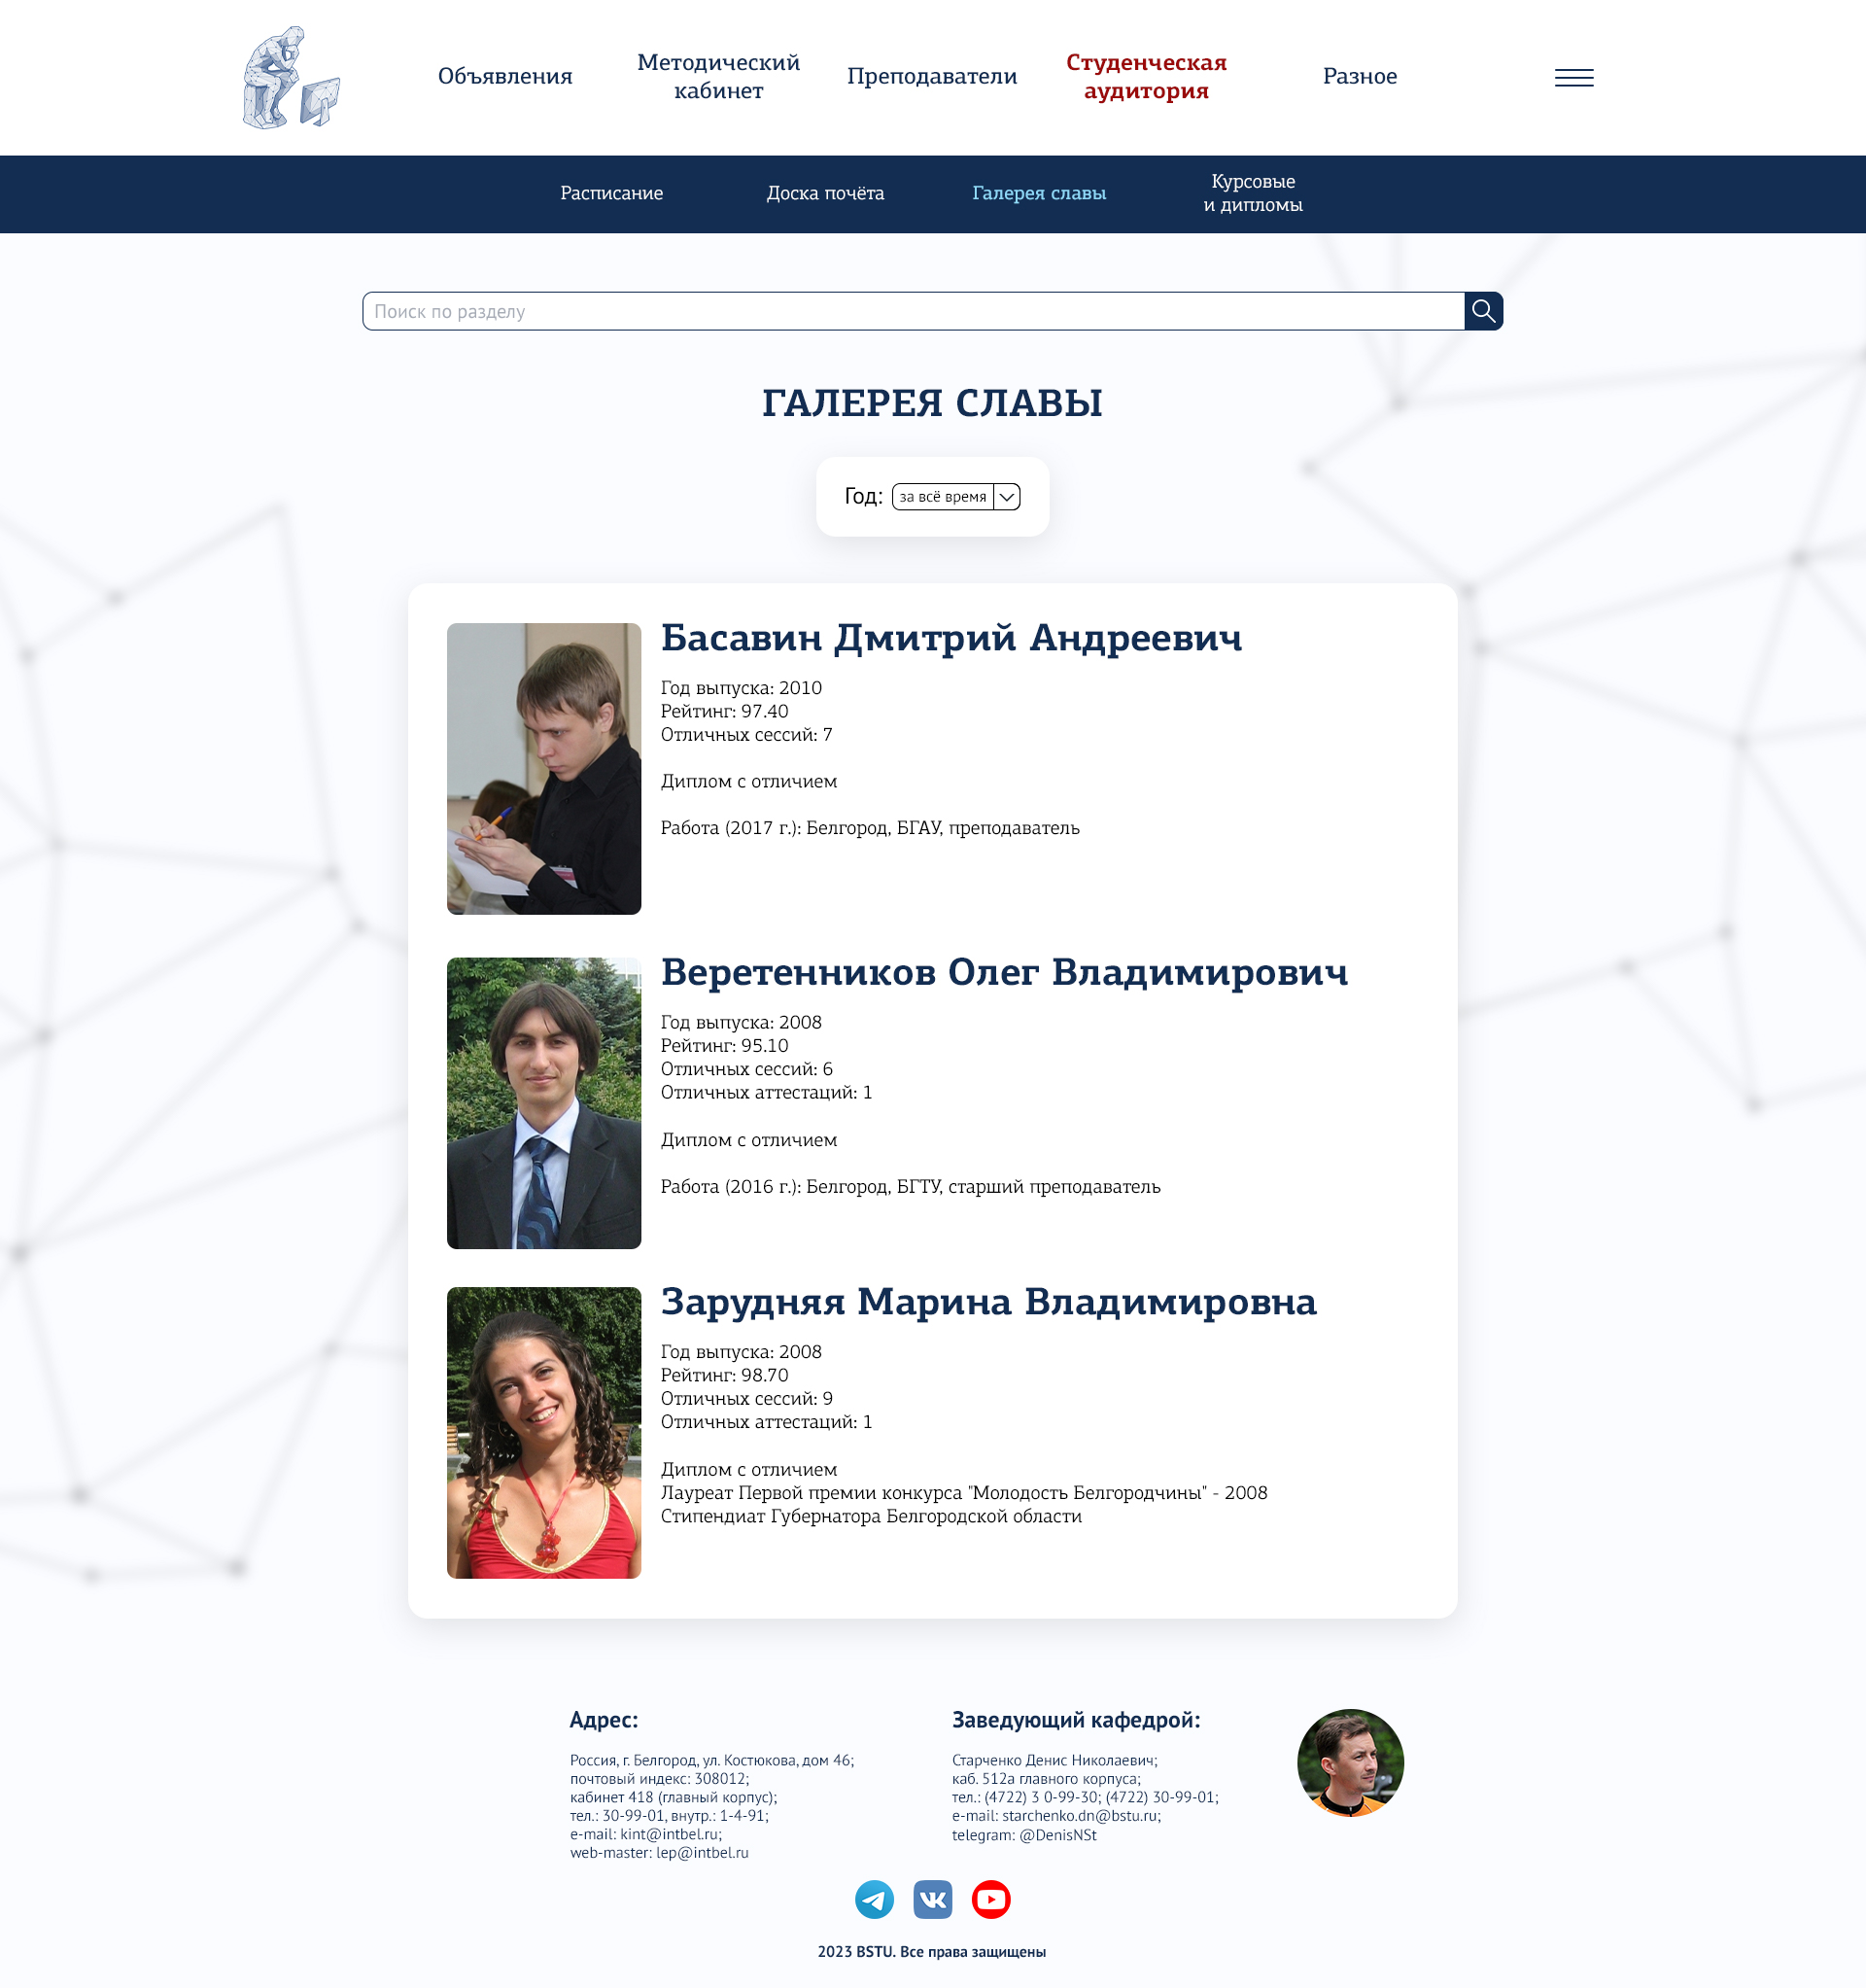 Объявления
Методический
кабинет
Преподаватели
Студенческая
аудитория
Разное
Расписание
Доска почёта
Галерея славы
Курсовые
и дипломы
Поиск по разделу
ГАЛЕРЕЯ СЛАВЫ
Год: за всё время
Басавин Дмитрий Андреевич
Год выпуска: 2010
Рейтинг: 97.40
Отличных сессий: 7
Диплом с отличием
Работа (2017 г.): Белгород, БГАУ, преподаватель
Веретенников Олег Владимирович
Год выпуска: 2008
Рейтинг: 95.10
Отличных сессий: 6
Отличных аттестаций: 1
Диплом с отличием
Работа (2016 г.): Белгород, БГТУ, старший преподаватель
Зарудняя Марина Владимировна
Год выпуска: 2008
Рейтинг: 98.70
Отличных сессий: 9
Отличных аттестаций: 1
Диплом с отличием
Лауреат Первой премии конкурса "Молодость Белгородчины" - 2008
Стипендиат Губернатора Белгородской области
Адрес:
Россия, г. Белгород, ул. Костюкова, дом 46;
почтовый индекс: 308012;
кабинет 418 (главный корпус);
тел.: 30-99-01, внутр.: 1-4-91;
e-mail: kint@intbel.ru;
web-master: lep@intbel.ru
Заведующий кафедрой:
Старченко Денис Николаевич;
каб. 512а главного корпуса;
тел.: (4722) 3 0-99-30; (4722) 30-99-01;
e-mail: starchenko.dn@bstu.ru;
telegram: @DenisNSt
2023 BSTU. Все права защищены